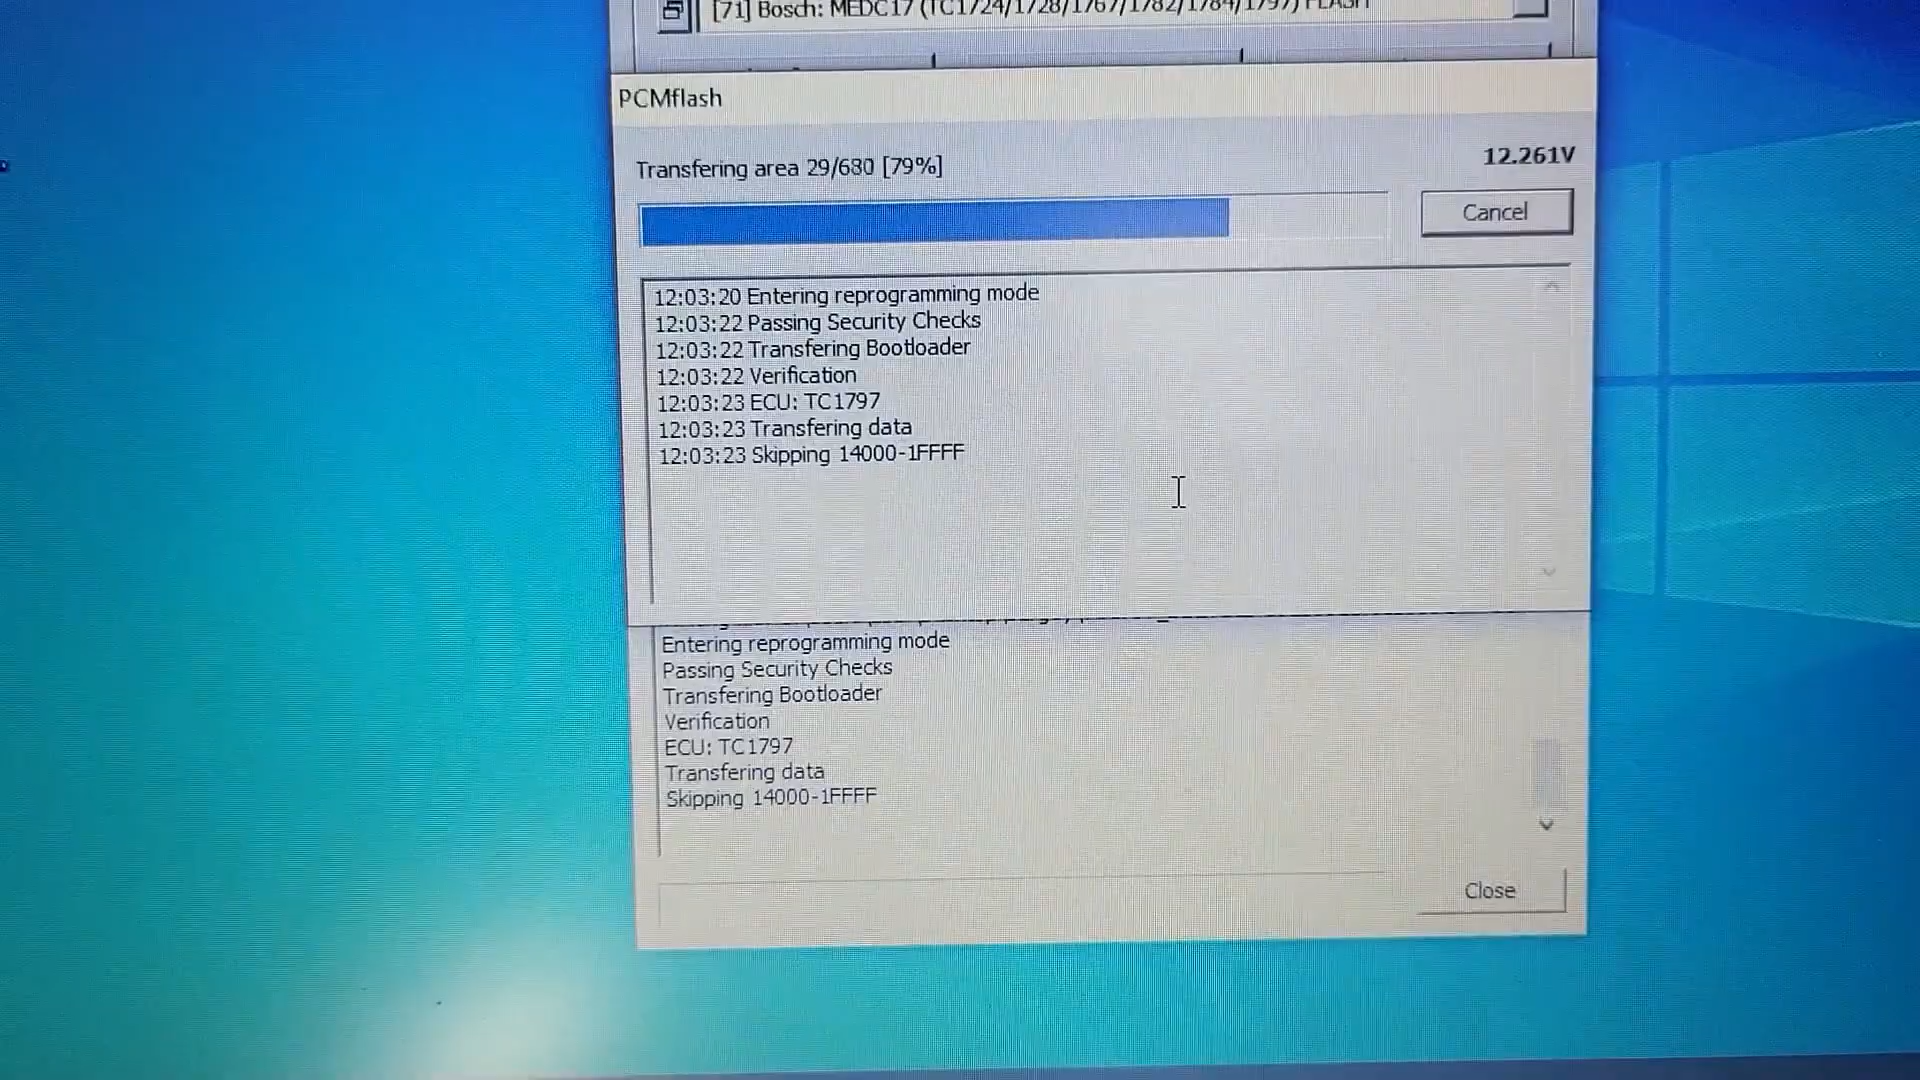 [71] Bosch: MEDC17 (TC1724/1728/1767/1782/1784/1797) FLASH
PCMflash
Transfering area 29/680 [79%]
12.261V
Cancel
12:03:20 Entering reprogramming mode
12:03:22 Passing Security Checks
12:03:22 Transfering Bootloader
12:03:22 Verification
12:03:23 ECU: TC1797
12:03:23 Transfering data
12:03:23 Skipping 14000-1FFFF
Entering reprogramming mode
Passing Security Checks
Transfering Bootloader
Verification
ECU: TC1797
Transfering data
Skipping 14000-1FFFF
Close